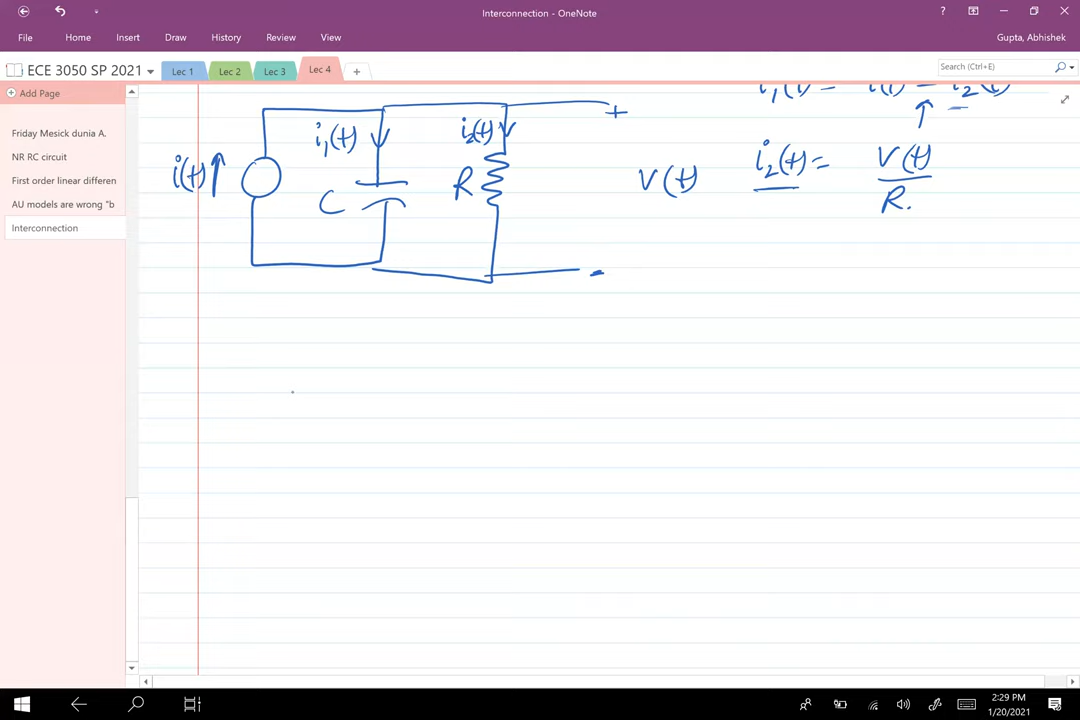 Interconnection - OneNote
?
File Home Insert Draw History Review View
Gupta, Abhishek
ECE 3050 SP 2021
Lec 1 Lec 2 Lec 3 Lec 4 +
Search (Ctrl+E)
Add Page
Friday Mesick dunia A.
NR RC circuit
First order linear differen
AU models are wrong "b
Interconnection
i₁(t) = i(t) - i₂(t)
i(t)
i₁(t)
C
i₂(t)
R
+
V(t)
-
i₂(t) = V(t)
R.
2:29 PM
1/20/2021